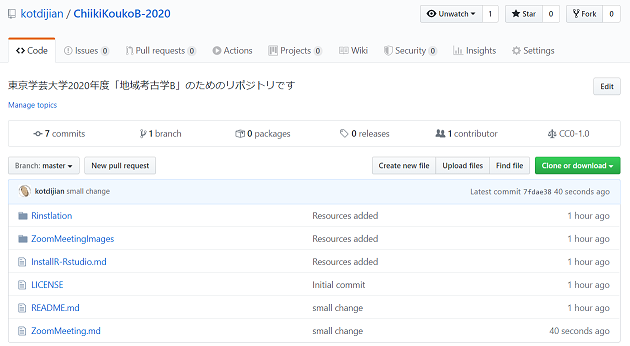 kotdijian / ChiikiKoukoB-2020
Unwatch 1 Star 0 Fork 0
Code Issues 0 Pull requests 0 Actions Projects 0 Wiki Security 0 Insights Settings
東京学芸大学2020年度「地域考古学B」のためのリポジトリです Edit
Manage topics
7 commits 1 branch 0 packages 0 releases 1 contributor CC0-1.0
Branch: master New pull request Create new file Upload files Find file Clone or download
kotdijian small change Latest commit 7fdae38 40 seconds ago
Rinstlation Resources added 1 hour ago
ZoomMeetingImages Resources added 1 hour ago
InstallR-Rstudio.md Resources added 1 hour ago
LICENSE Initial commit 1 hour ago
README.md small change 1 hour ago
ZoomMeeting.md small change 40 seconds ago